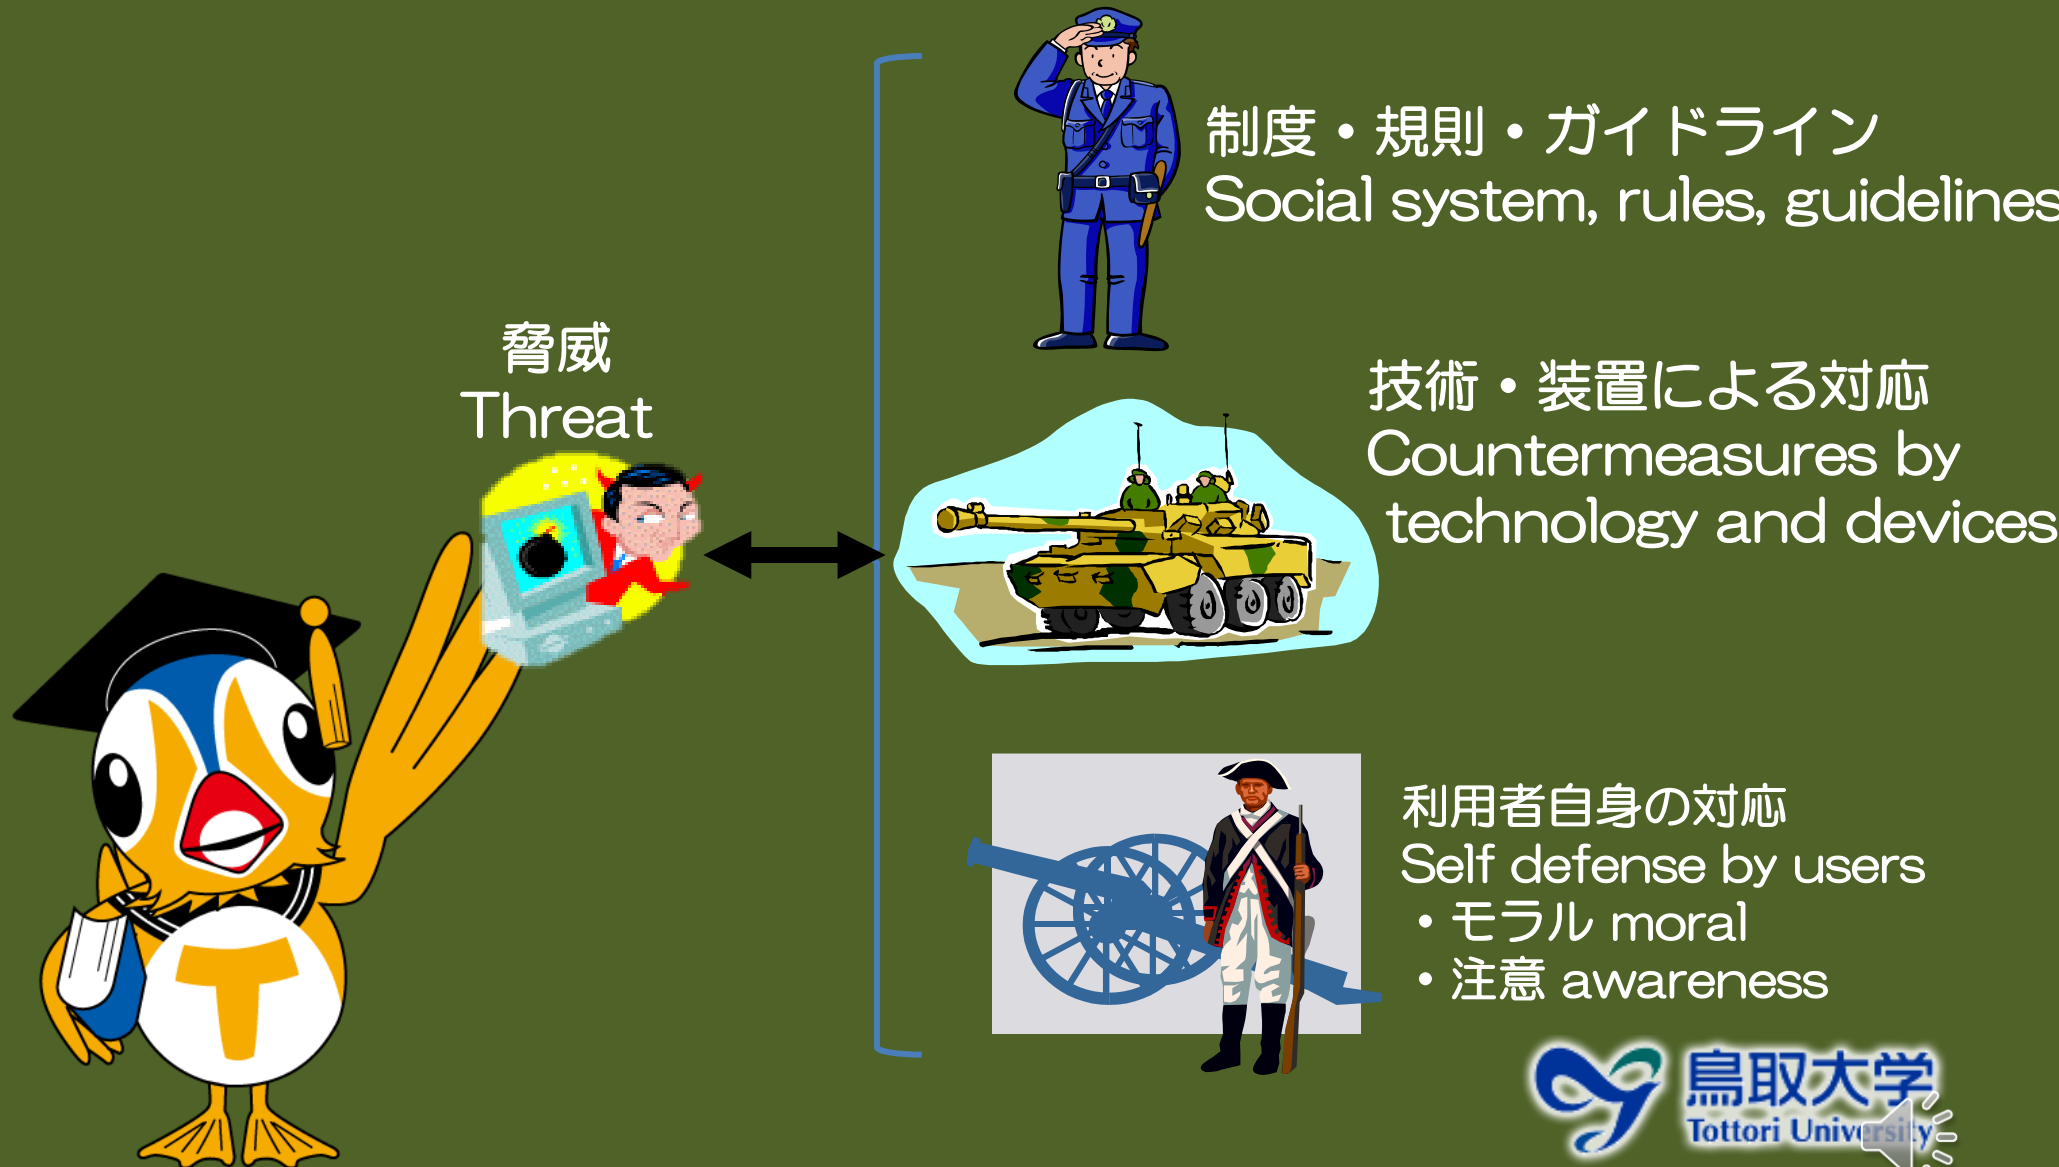 制度・規則・ガイドライン
Social system, rules, guidelines
脅威
Threat
技術・装置による対応
Countermeasures by
technology and devices
利用者自身の対応
Self defense by users
・モラル moral
・注意 awareness
T
鳥取大学
Tottori University